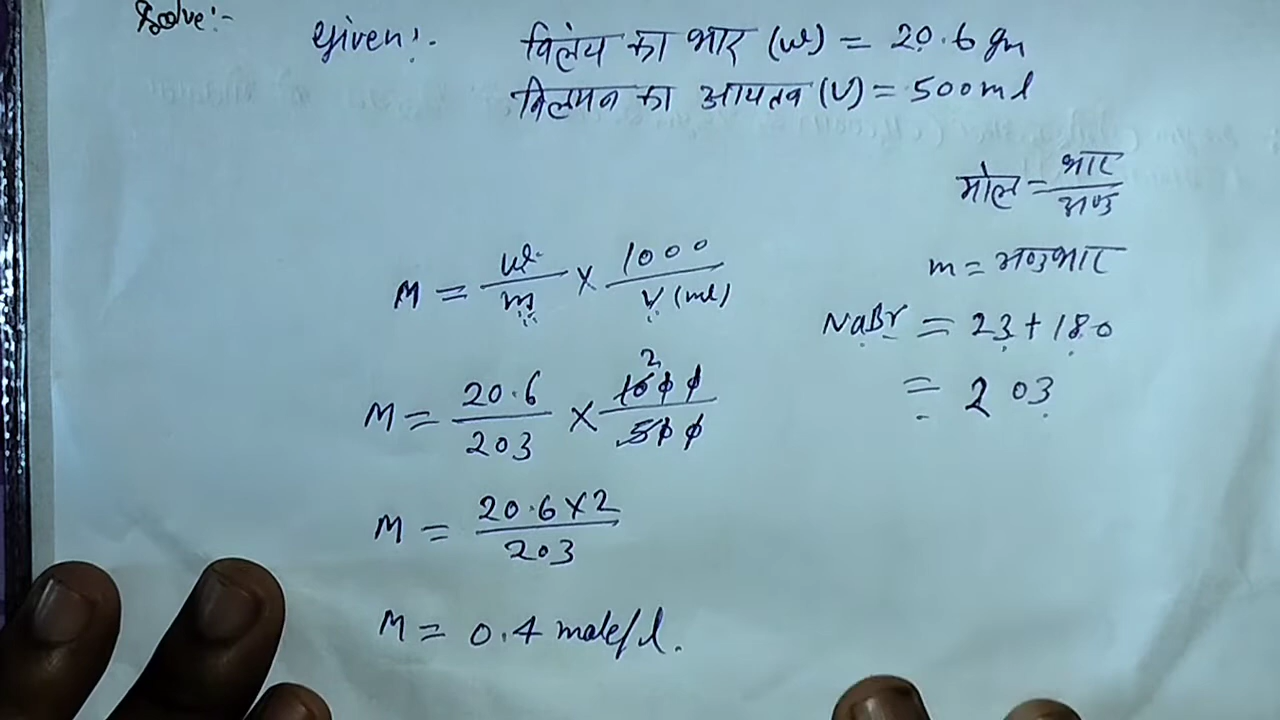 Solve:-
Given:- विलेय का भार (w) = 20.6 gm
विलयन का आयतन (V) = 500ml
मोल = भार / अणु
M = w/m × 1000/V(ml)
m = अणुभार
NaBr = 23 + 180
M = 20.6/203 × 1000/500 2
= 203
M = 20.6×2/203
M = 0.4 mole/l.